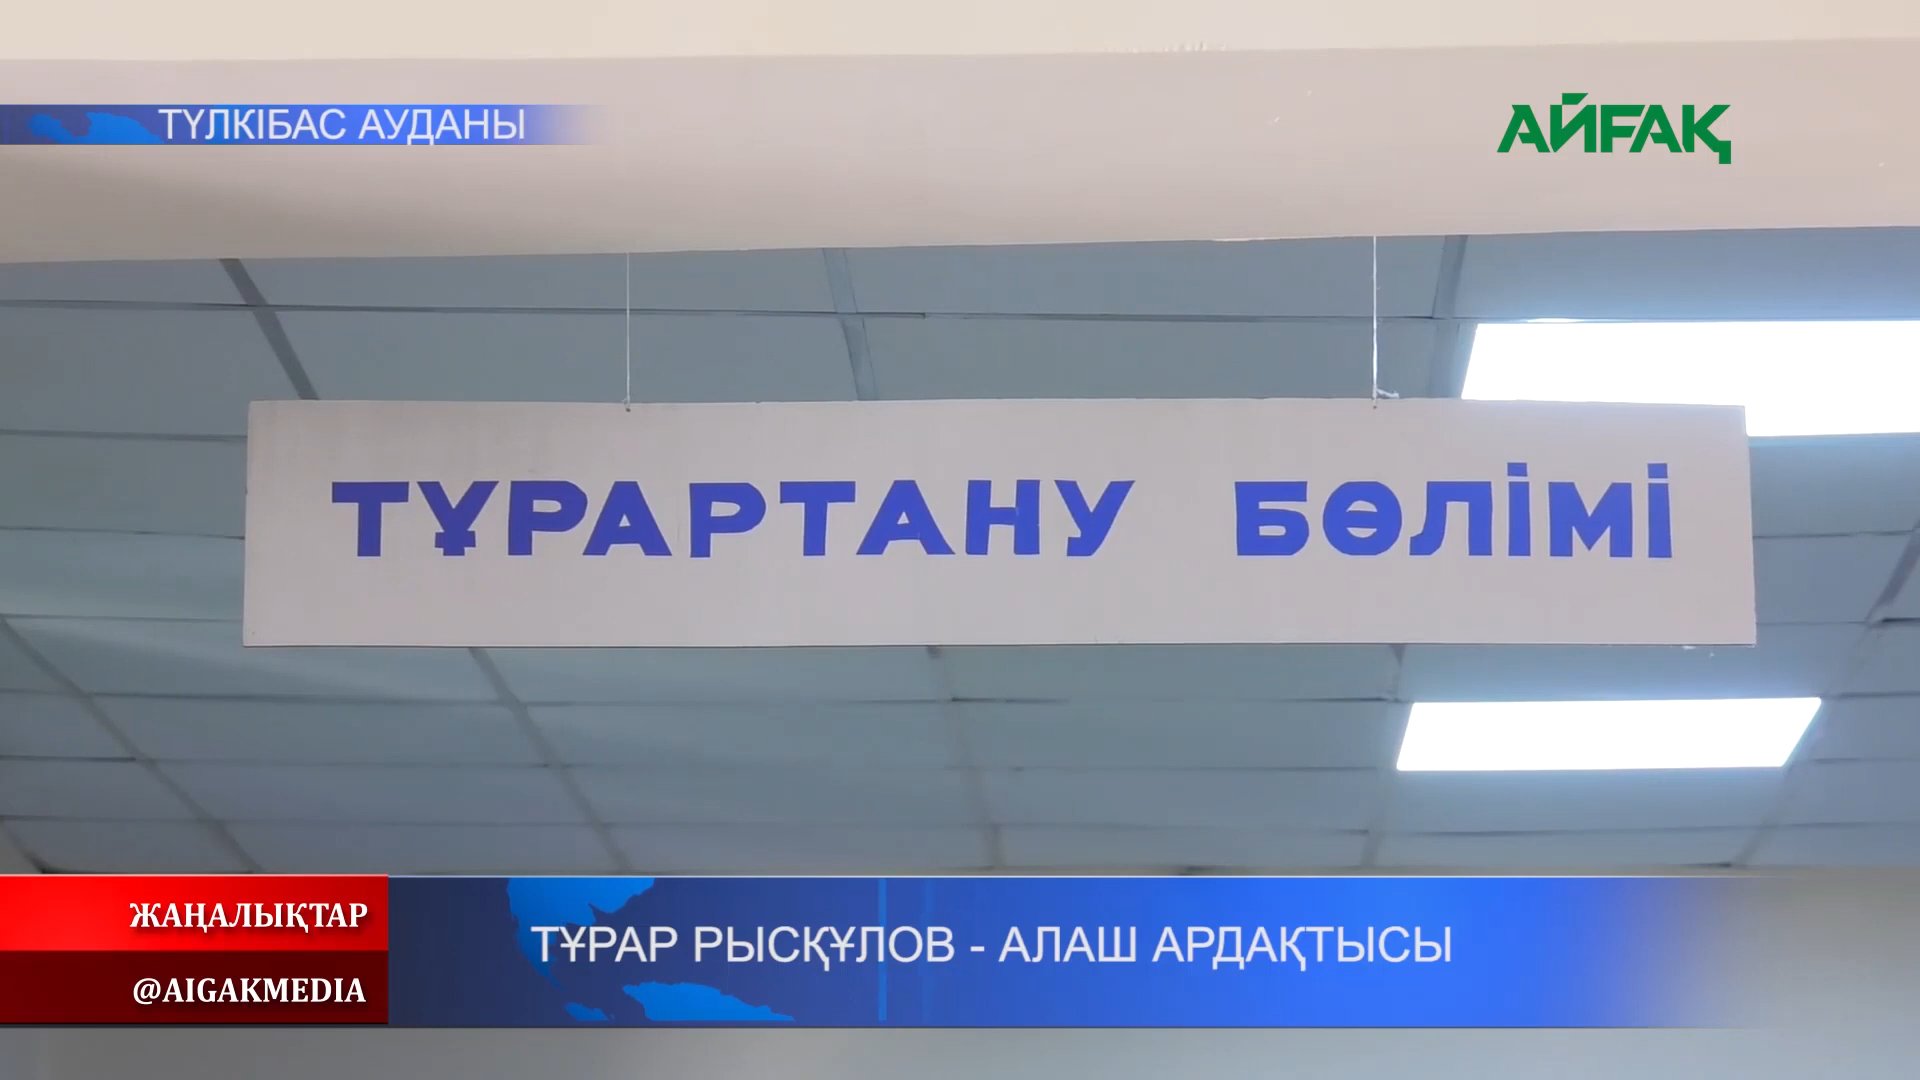 ТҮЛКІБАС АУДАНЫ
АЙҒАҚ
ТҰРАРТАНУ БӨЛІМІ
ЖАҢАЛЫҚТАР
ТҰРАР РЫСҚҰЛОВ - АЛАШ АРДАҚТЫСЫ
@AIGAKMEDIA